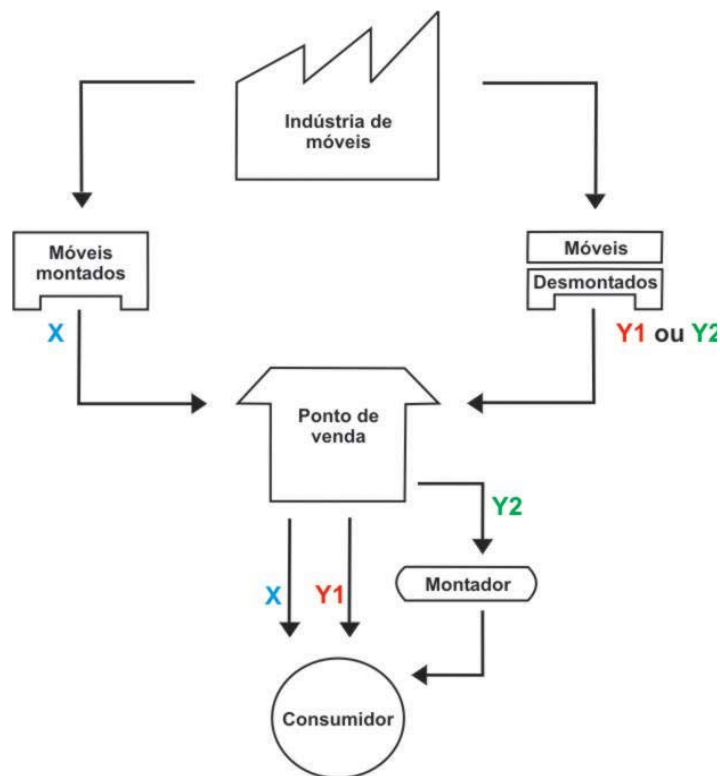 Indústria de
móveis
Móveis
montados
Móveis
Desmontados
X
Y1 ou Y2
Ponto de
venda
Y2
X
Y1
Montador
Consumidor